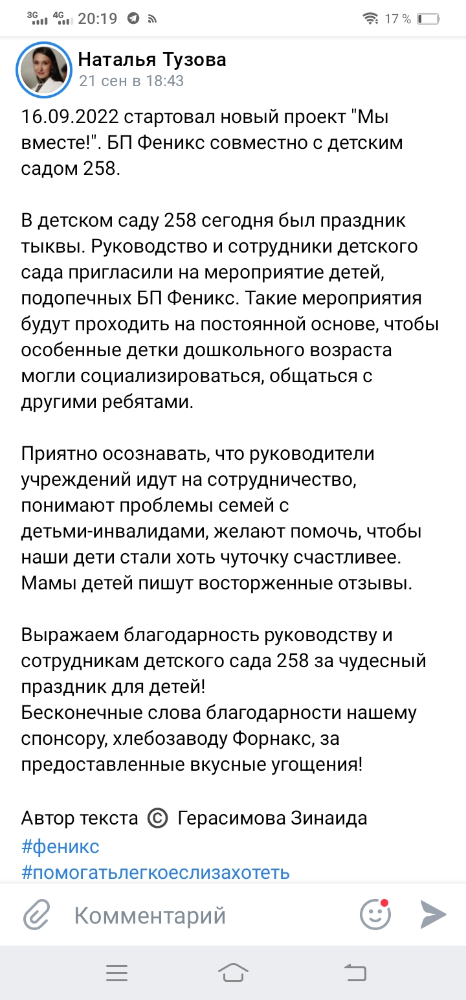 3G 4G 20:19 17 %
Наталья Тузова
21 сен в 18:43
16.09.2022 стартовал новый проект "Мы
вместе!". БП Феникс совместно с детским
садом 258.
В детском саду 258 сегодня был праздник
тыквы. Руководство и сотрудники детского
сада пригласили на мероприятие детей,
подопечных БП Феникс. Такие мероприятия
будут проходить на постоянной основе, чтобы
особенные детки дошкольного возраста
могли социализироваться, общаться с
другими ребятами.
Приятно осознавать, что руководители
учреждений идут на сотрудничество,
понимают проблемы семей с
детьми-инвалидами, желают помочь, чтобы
наши дети стали хоть чуточку счастливее.
Мамы детей пишут восторженные отзывы.
Выражаем благодарность руководству и
сотрудникам детского сада 258 за чудесный
праздник для детей!
Бесконечные слова благодарности нашему
спонсору, хлебозаводу Форнакс, за
предоставленные вкусные угощения!
Автор текста © Герасимова Зинаида
#феникс
#помогатьлегкоеслизахотеть
Комментарий